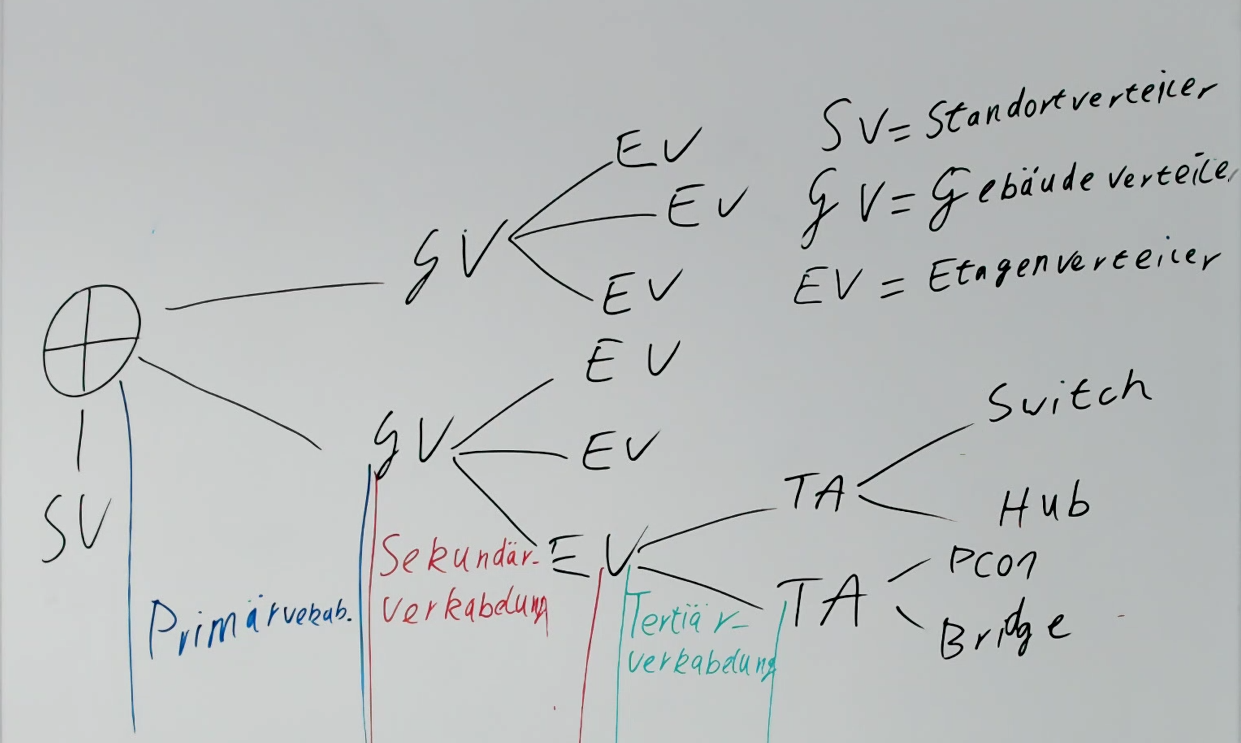 EV
EV
GV
EV
SV = Standortverteiler
GV = Gebäudeverteiler
EV = Etagenverteiler
EV
GV
EV
EV
SV
TA
TA
Switch
Hub
PC01
Bridge
Primärverkab.
Sekundär-
verkabelung
Tertiär-
verkabelung